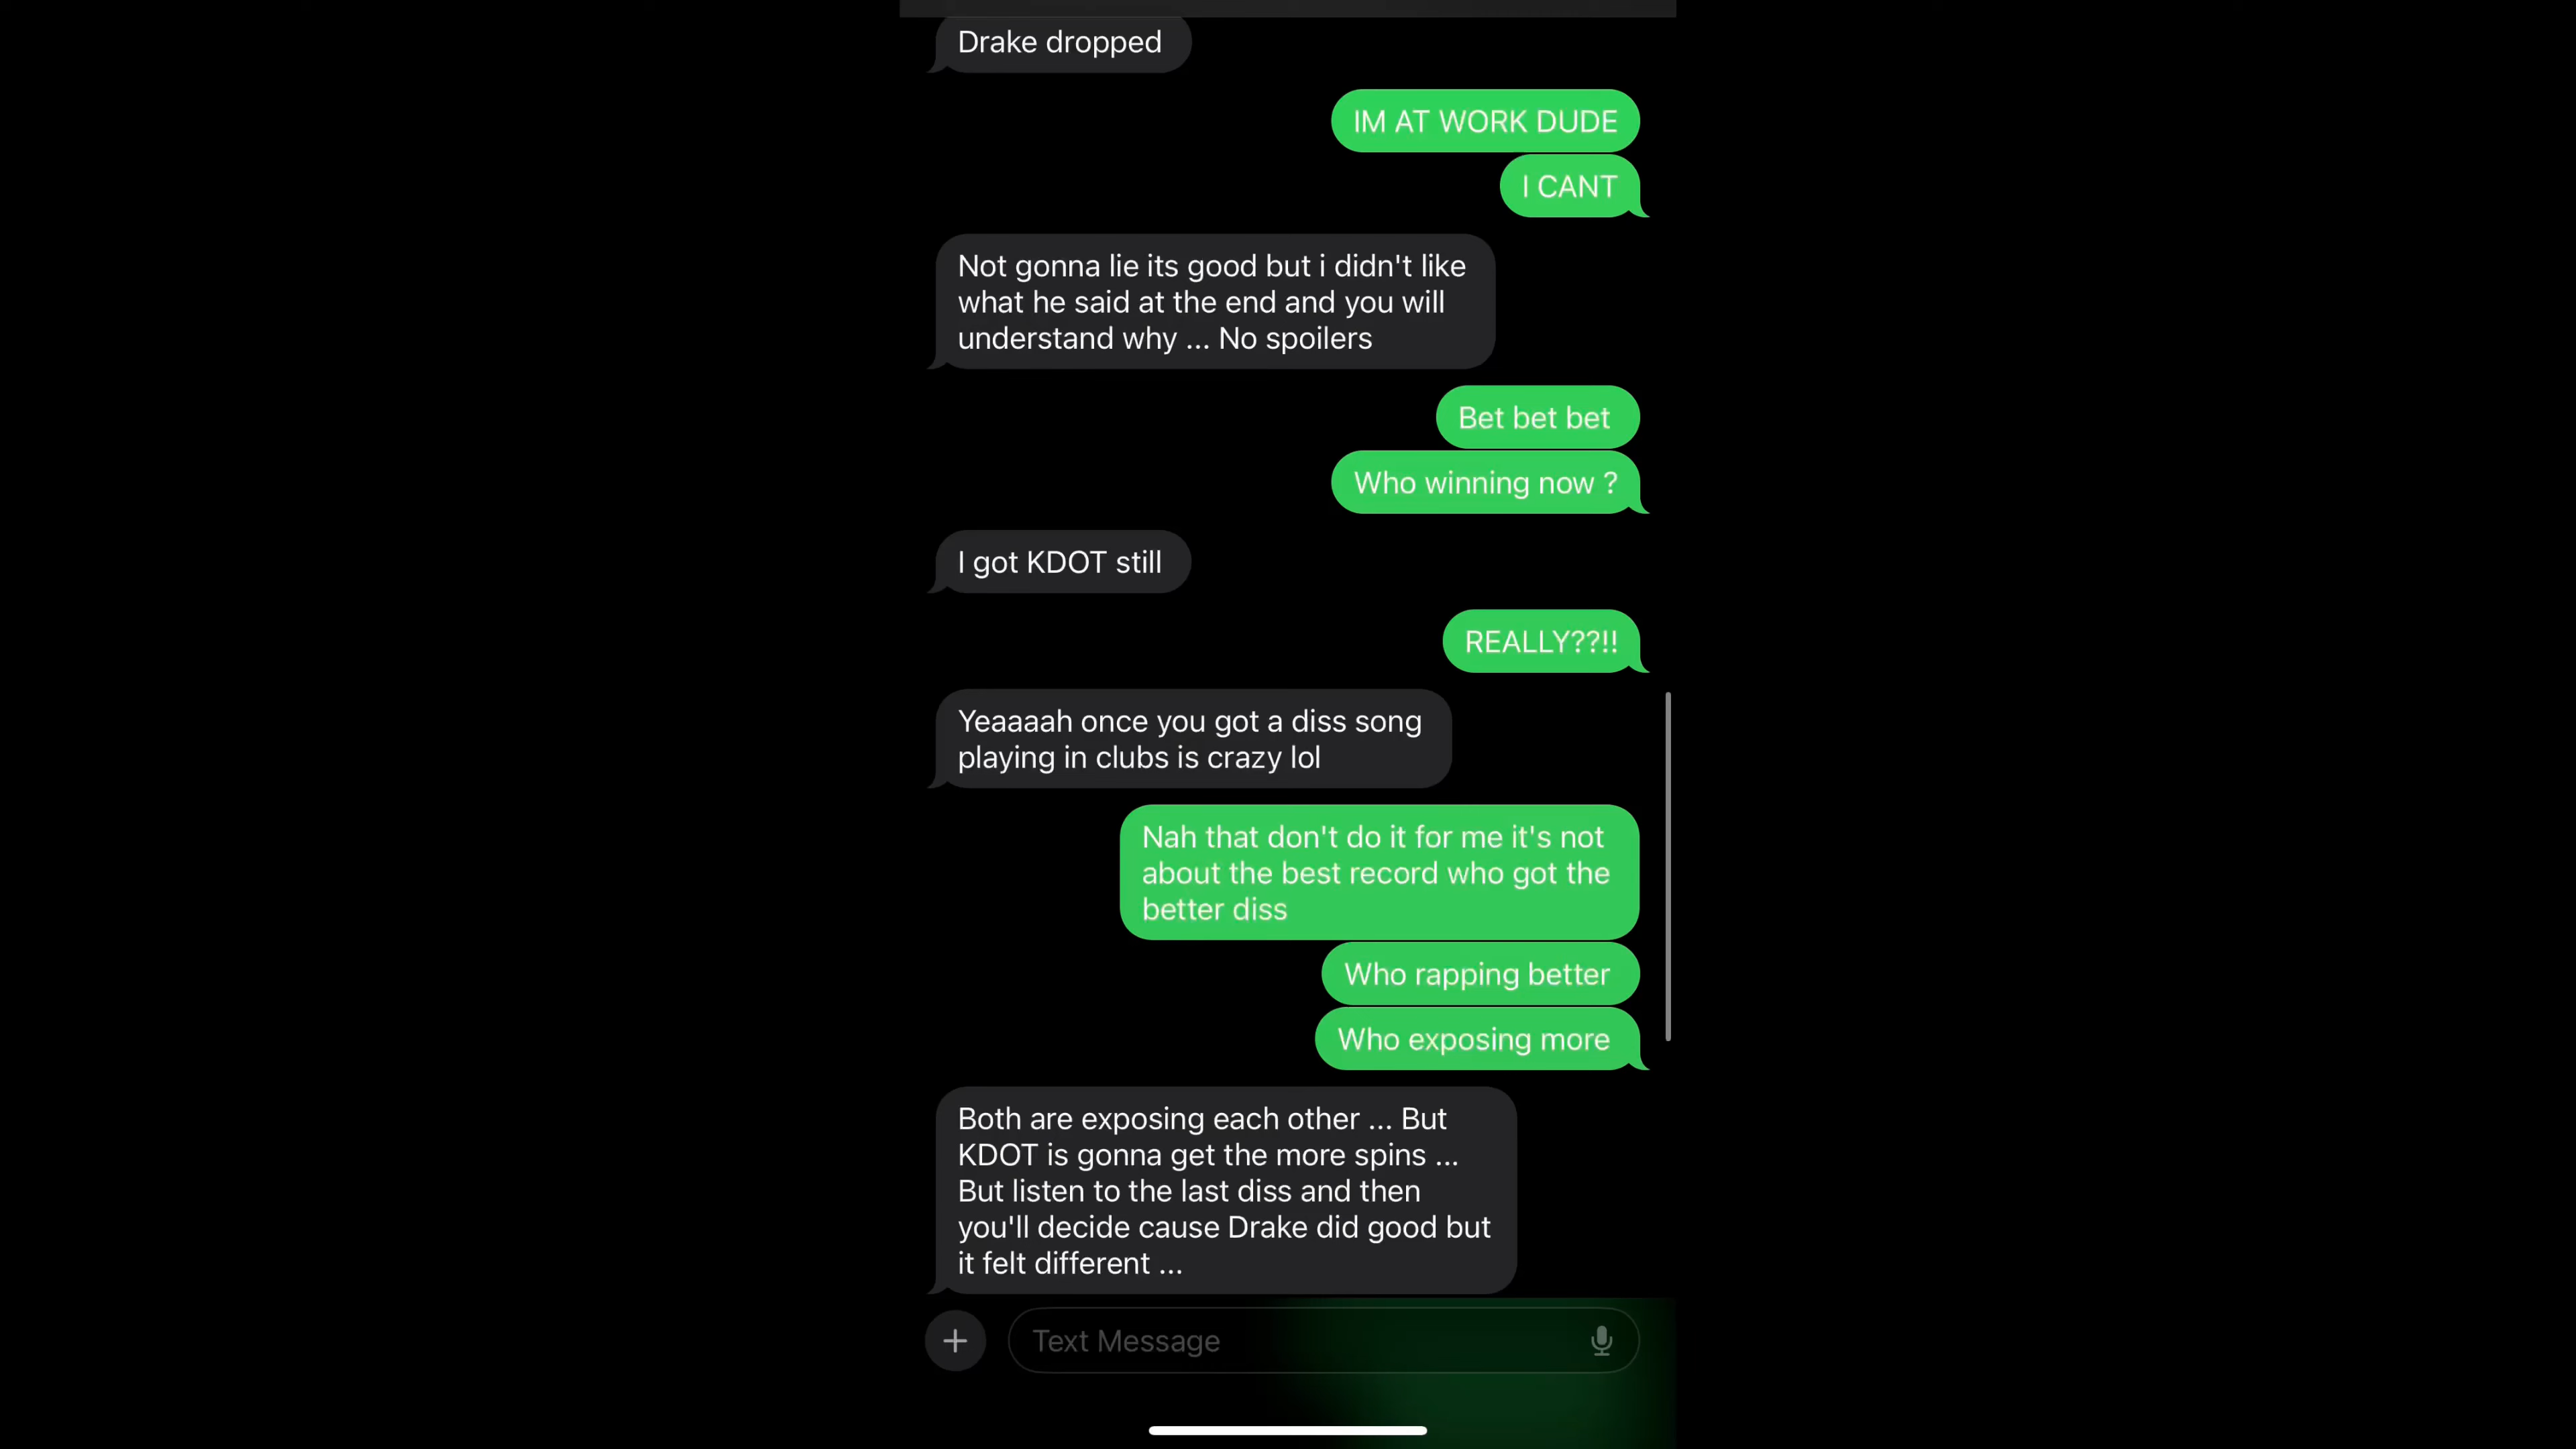 Drake dropped
IM AT WORK DUDE
I CANT
Not gonna lie its good but i didn't like
what he said at the end and you will
understand why ... No spoilers
Bet bet bet
Who winning now ?
I got KDOT still
REALLY??!!
Yeaaaah once you got a diss song
playing in clubs is crazy lol
Nah that don't do it for me it's not
about the best record who got the
better diss
Who rapping better
Who exposing more
Both are exposing each other ... But
KDOT is gonna get the more spins ...
But listen to the last diss and then
you'll decide cause Drake did good but
it felt different ...
Text Message